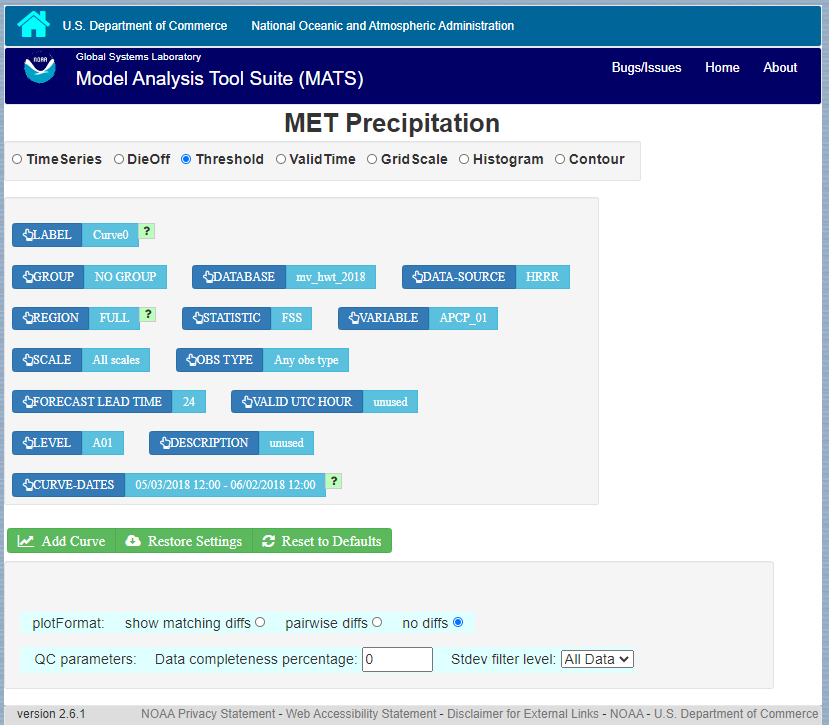 U.S. Department of Commerce National Oceanic and Atmospheric Administration
NOAA
Global Systems Laboratory
Model Analysis Tool Suite (MATS)
Bugs/Issues Home About
MET Precipitation
TimeSeries DieOff Threshold ValidTime GridScale Histogram Contour
LABEL Curve0 ?
GROUP NO GROUP DATABASE mv_hwt_2018 DATA-SOURCE HRRR
REGION FULL ? STATISTIC FSS VARIABLE APCP_01
SCALE All scales OBS TYPE Any obs type
FORECAST LEAD TIME 24 VALID UTC HOUR unused
LEVEL A01 DESCRIPTION unused
CURVE-DATES 05/03/2018 12:00 - 06/02/2018 12:00 ?
Add Curve Restore Settings Reset to Defaults
plotFormat: show matching diffs pairwise diffs no diffs
QC parameters: Data completeness percentage: 0 Stdev filter level: All Data
version 2.6.1 NOAA Privacy Statement - Web Accessibility Statement - Disclaimer for External Links - NOAA - U.S. Department of Commerce